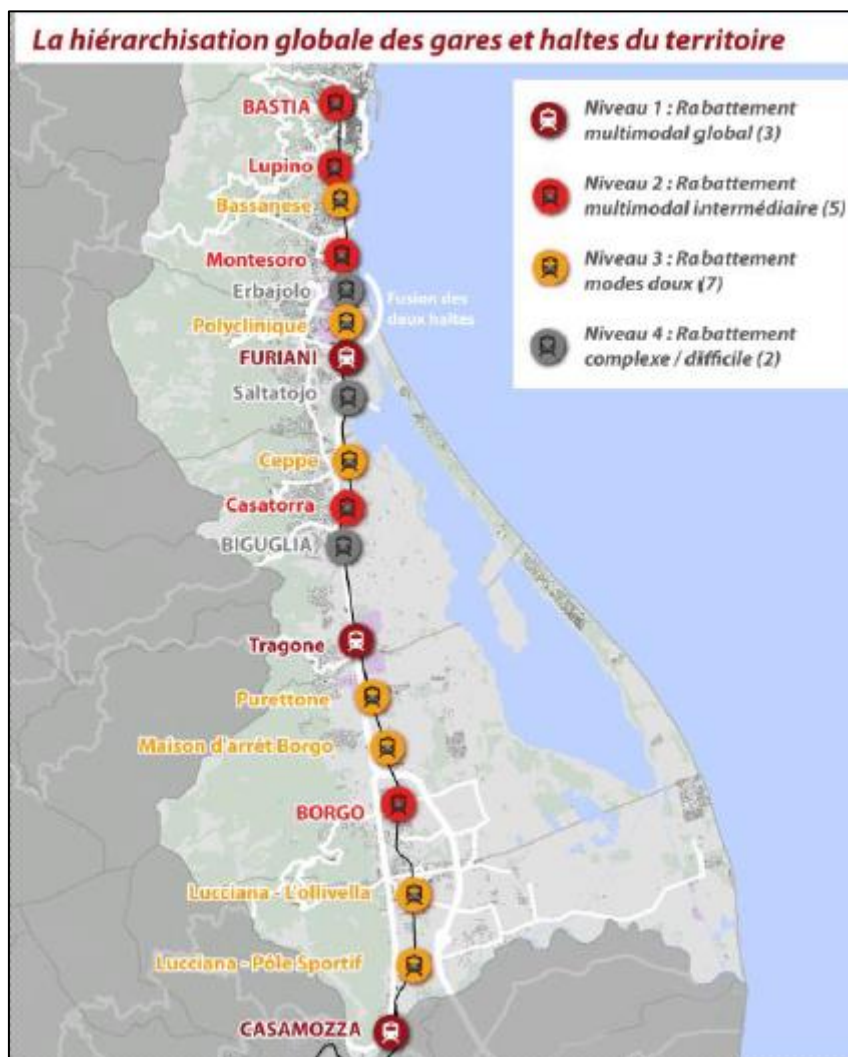 La hiérarchisation globale des gares et haltes du territoire
Niveau 1 : Rabattement
multimodal global (3)
Niveau 2 : Rabattement
multimodal intermédiaire (5)
Niveau 3 : Rabattement
modes doux (7)
Niveau 4 : Rabattement
complexe / difficile (2)
BASTIA
Lupino
Bassanese
Montesoro
Erbajolo
Fusion des
deux haltes
Polyclinique
FURIANI
Saltatojo
Ceppe
Casatorra
BIGUGLIA
Tragone
Purettone
Maison d'arrêt Borgo
BORGO
Lucciana - L'ollivella
Lucciana - Pôle Sportif
CASAMOZZA